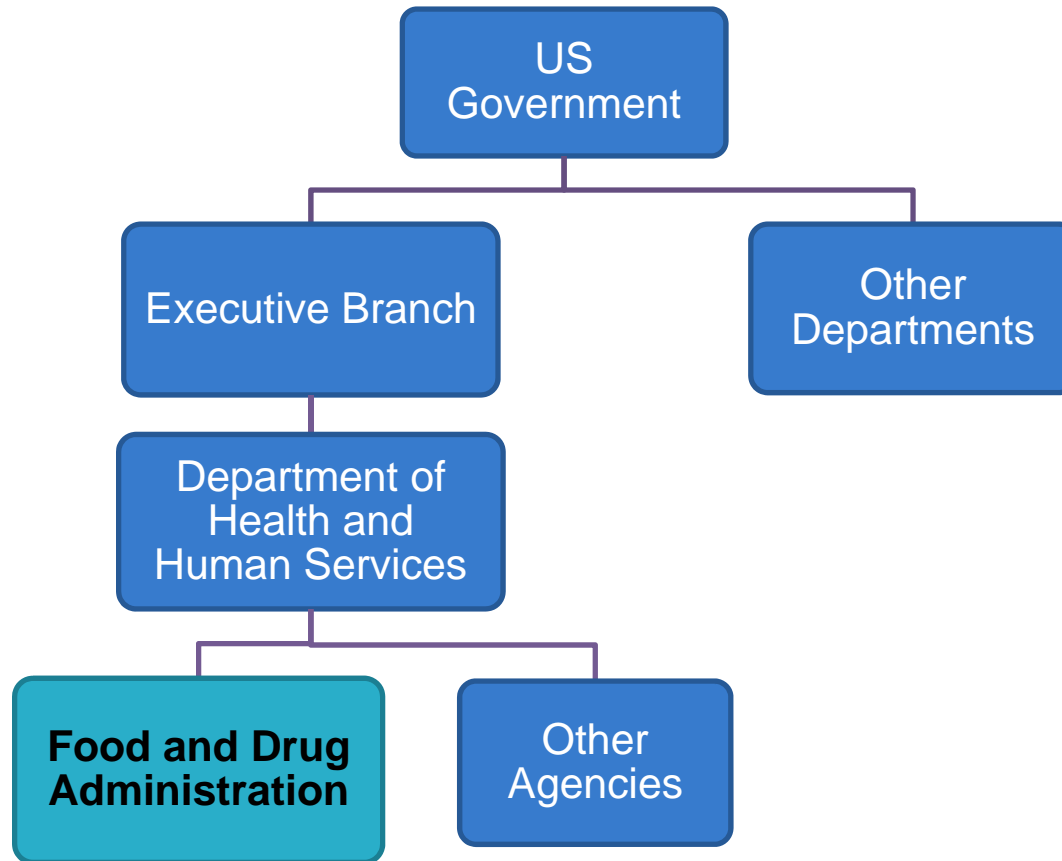 US
Government
Executive Branch
Other
Departments
Department of
Health and
Human Services
Food and Drug
Administration
Other
Agencies